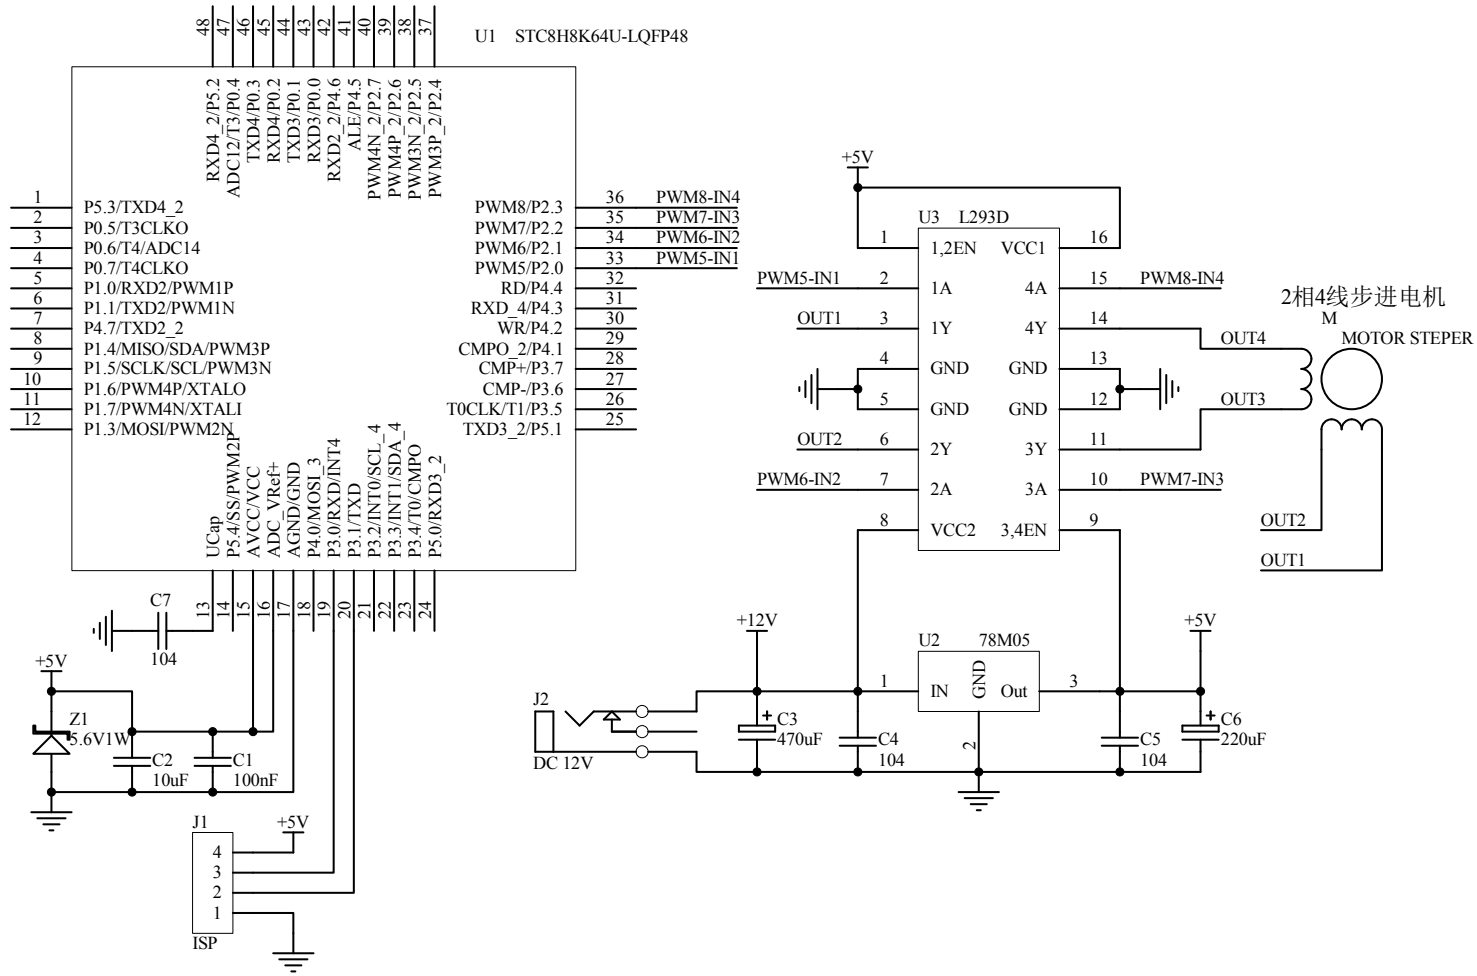 U1 STC8H8K64U-LQFP48
48
47
46
45
44
43
42
41
40
39
38
37
RXD4_2/P5.2
ADC12/T3/P0.4
TXD4/P0.3
RXD4/P0.2
TXD3/P0.1
RXD3/P0.0
RXD2_2/P4.6
ALE/P4.5
PWM4N_2/P2.7
PWM4P_2/P2.6
PWM3N_2/P2.5
PWM3P_2/P2.4
1 P5.3/TXD4_2
2 P0.5/T3CLKO
3 P0.6/T4/ADC14
4 P0.7/T4CLKO
5 P1.0/RXD2/PWM1P
6 P1.1/TXD2/PWM1N
7 P4.7/TXD2_2
8 P1.4/MISO/SDA/PWM3P
9 P1.5/SCLK/SCL/PWM3N
10 P1.6/PWM4P/XTALO
11 P1.7/PWM4N/XTALI
12 P1.3/MOSI/PWM2N
PWM8/P2.3 36 PWM8-IN4
PWM7/P2.2 35 PWM7-IN3
PWM6/P2.1 34 PWM6-IN2
PWM5/P2.0 33 PWM5-IN1
RD/P4.4 32
RXD_4/P4.3 31
WR/P4.2 30
CMPO_2/P4.1 29
CMP+/P3.7 28
CMP-/P3.6 27
T0CLK/T1/P3.5 26
TXD3_2/P5.1 25
UCap
P5.4/SS/PWM2P
AVCC/VCC
ADC_VRef+
AGND/GND
P4.0/MOSI_3
P3.0/RXD/INT4
P3.1/TXD
P3.2/INT0/SCL_4
P3.3/INT1/SDA_4
P3.4/T0/CMPO
P5.0/RXD3_2
13
14
15
16
17
18
19
20
21
22
23
24
C7
104
+5V
Z1
5.6V1W
C2
10uF
C1
100nF
J1
+5V
4
3
2
1
ISP
+5V
U3 L293D
1 1,2EN VCC1 16
PWM5-IN1 2 1A 4A 15 PWM8-IN4
OUT1 3 1Y 4Y 14
4 GND GND 13
5 GND GND 12
OUT2 6 2Y 3Y 11
PWM6-IN2 7 2A 3A 10 PWM7-IN3
8 VCC2 3,4EN 9
2相4线步进电机
M
MOTOR STEPER
OUT4
OUT3
OUT2
OUT1
+12V
U2 78M05
+5V
1 IN GND Out 3
2
J2
DC 12V
C3
470uF
C4
104
C5
104
C6
220uF